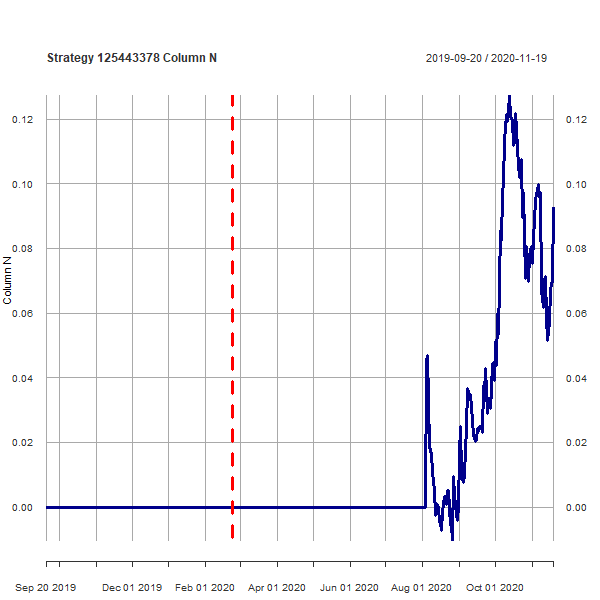 Strategy 125443378 Column N
2019-09-20 / 2020-11-19
0.12
0.12
0.10
0.10
0.08
0.08
Column N
0.06
0.06
0.04
0.04
0.02
0.02
0.00
0.00
Sep 20 2019
Dec 01 2019
Feb 01 2020
Apr 01 2020
Jun 01 2020
Aug 01 2020
Oct 01 2020